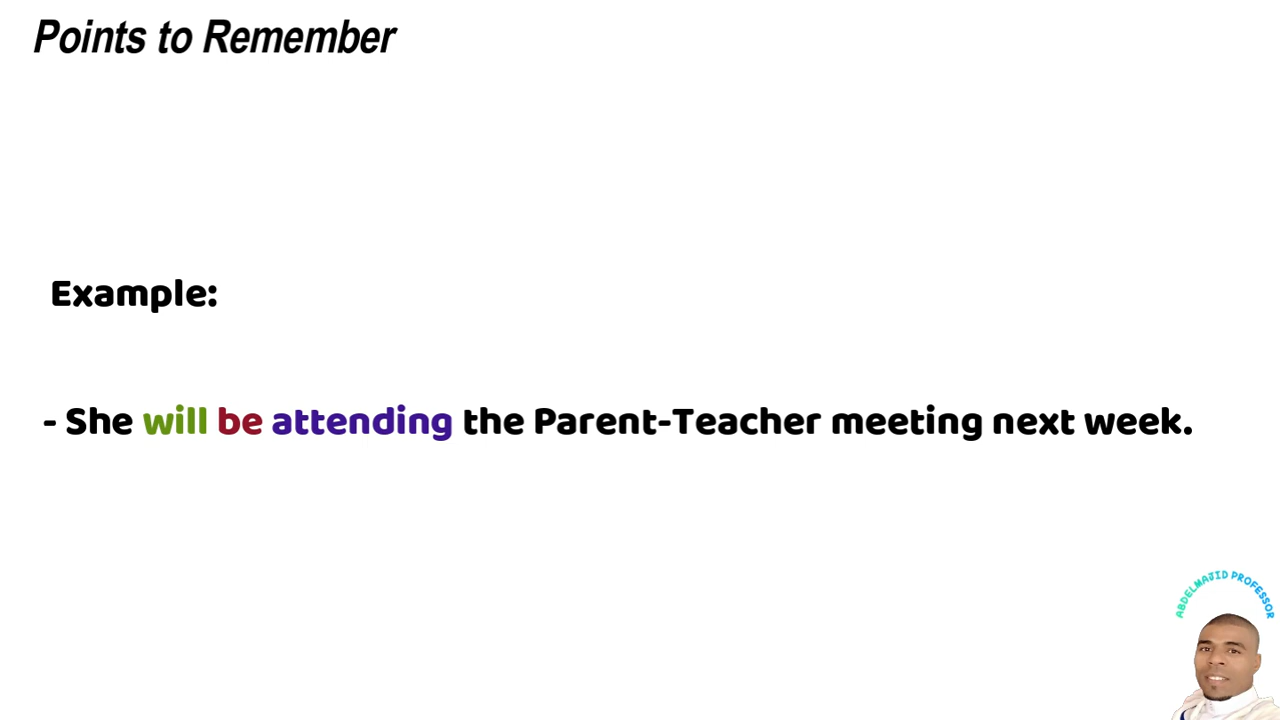 Points to Remember
Example:
- She will be attending the Parent-Teacher meeting next week.
ABDELMAJID PROFESSOR